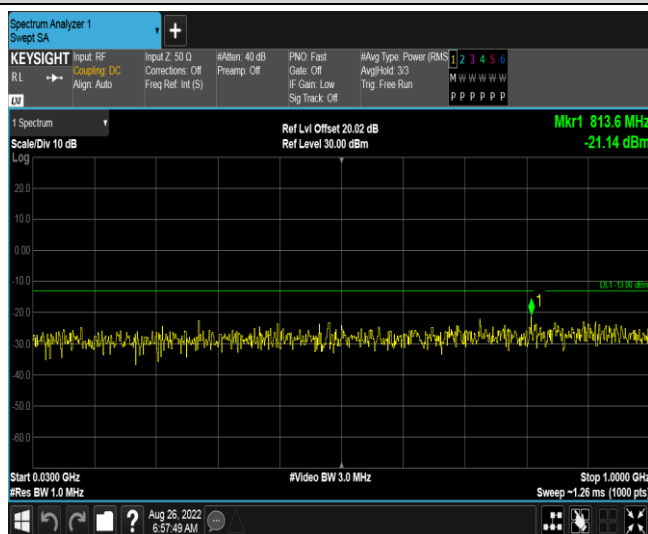 Spectrum Analyzer 1
Swept SA
+
KEYSIGHT
RL
LXI
Input: RF
Coupling: DC
Align: Auto
Input Z: 50 Ω
Corrections: Off
Freq Ref: Int (S)
#Atten: 40 dB
Preamp: Off
PNO: Fast
Gate: Off
IF Gain: Low
Sig Track: Off
#Avg Type: Power (RMS
Avg|Hold: 3/3
Trig: Free Run
1 2 3 4 5 6
M W W W W W
P P P P P P
1 Spectrum
Scale/Div 10 dB
Log
Ref Lvl Offset 20.02 dB
Ref Level 30.00 dBm
Mkr1 813.6 MHz
-21.14 dBm
20.0
10.0
0.00
-10.0
-20.0
-30.0
-40.0
-50.0
-60.0
DL1 -13.00 dBm
1
Start 0.0300 GHz
#Res BW 1.0 MHz
#Video BW 3.0 MHz
Stop 1.0000 GHz
Sweep ~1.26 ms (1000 pts)
?
Aug 26, 2022
6:57:49 AM